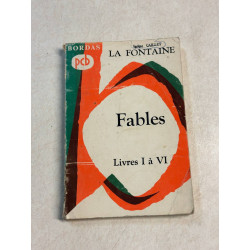 BORDAS
pcb
LA FONTAINE
Fables
Livres I à VI